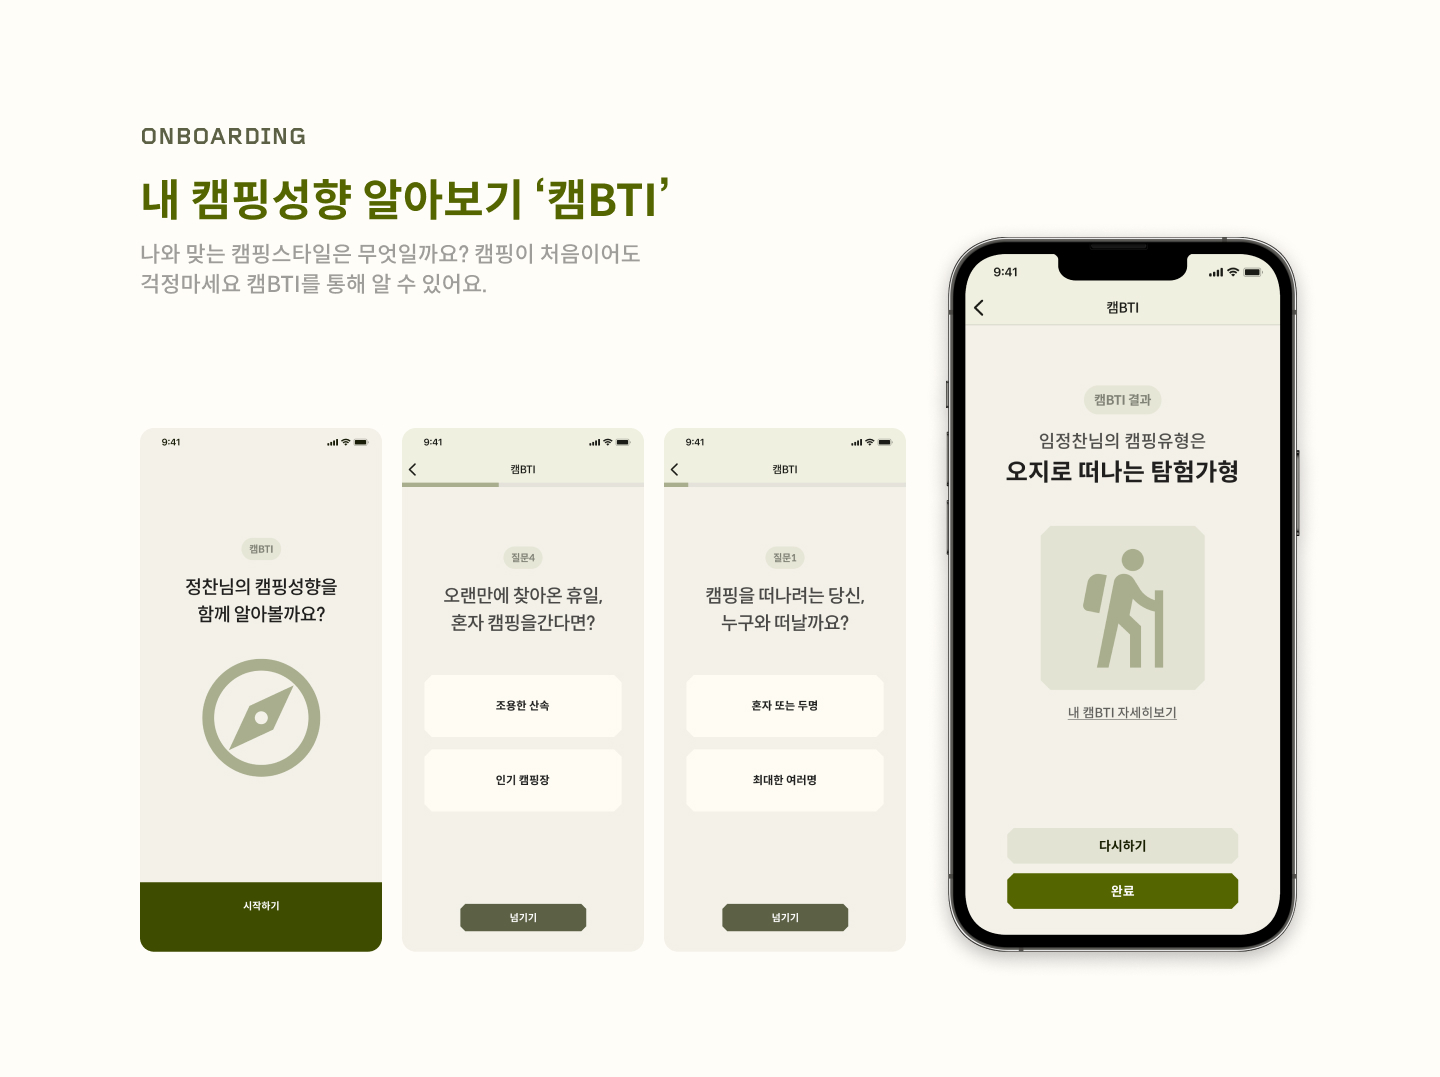 ONBOARDING
내 캠핑성향 알아보기 ‘캠BTI’
나와 맞는 캠핑스타일은 무엇일까요? 캠핑이 처음이어도
걱정마세요 캠BTI를 통해 알 수 있어요.
9:41
캠BTI
정찬님의 캠핑성향을
함께 알아볼까요?
시작하기
9:41
캠BTI
질문4
오랜만에 찾아온 휴일,
혼자 캠핑을간다면?
조용한 산속
인기 캠핑장
넘기기
9:41
캠BTI
질문1
캠핑을 떠나려는 당신,
누구와 떠날까요?
혼자 또는 두명
최대한 여러명
넘기기
9:41
캠BTI
캠BTI 결과
임정찬님의 캠핑유형은
오지로 떠나는 탐험가형
내 캠BTI 자세히보기
다시하기
완료